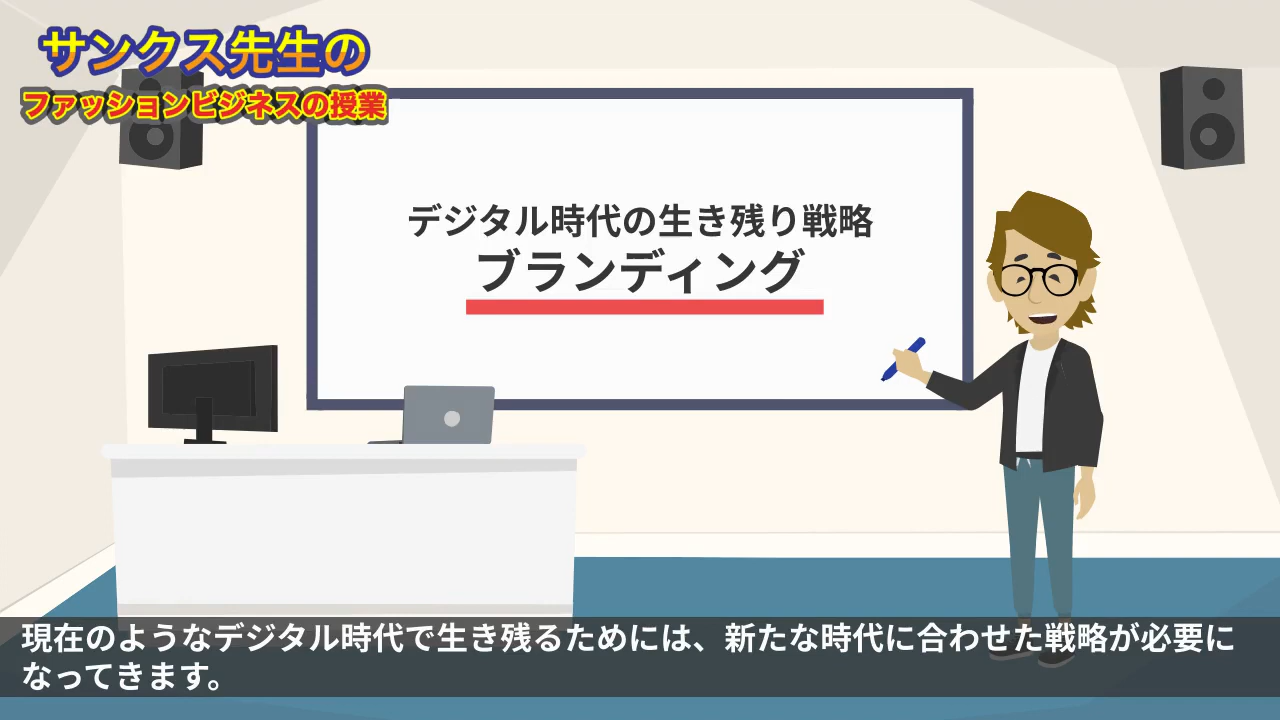 サンクス先生の
ファッションビジネスの授業
デジタル時代の生き残り戦略
ブランディング
現在のようなデジタル時代で生き残るためには、新たな時代に合わせた戦略が必要に
なってきます。